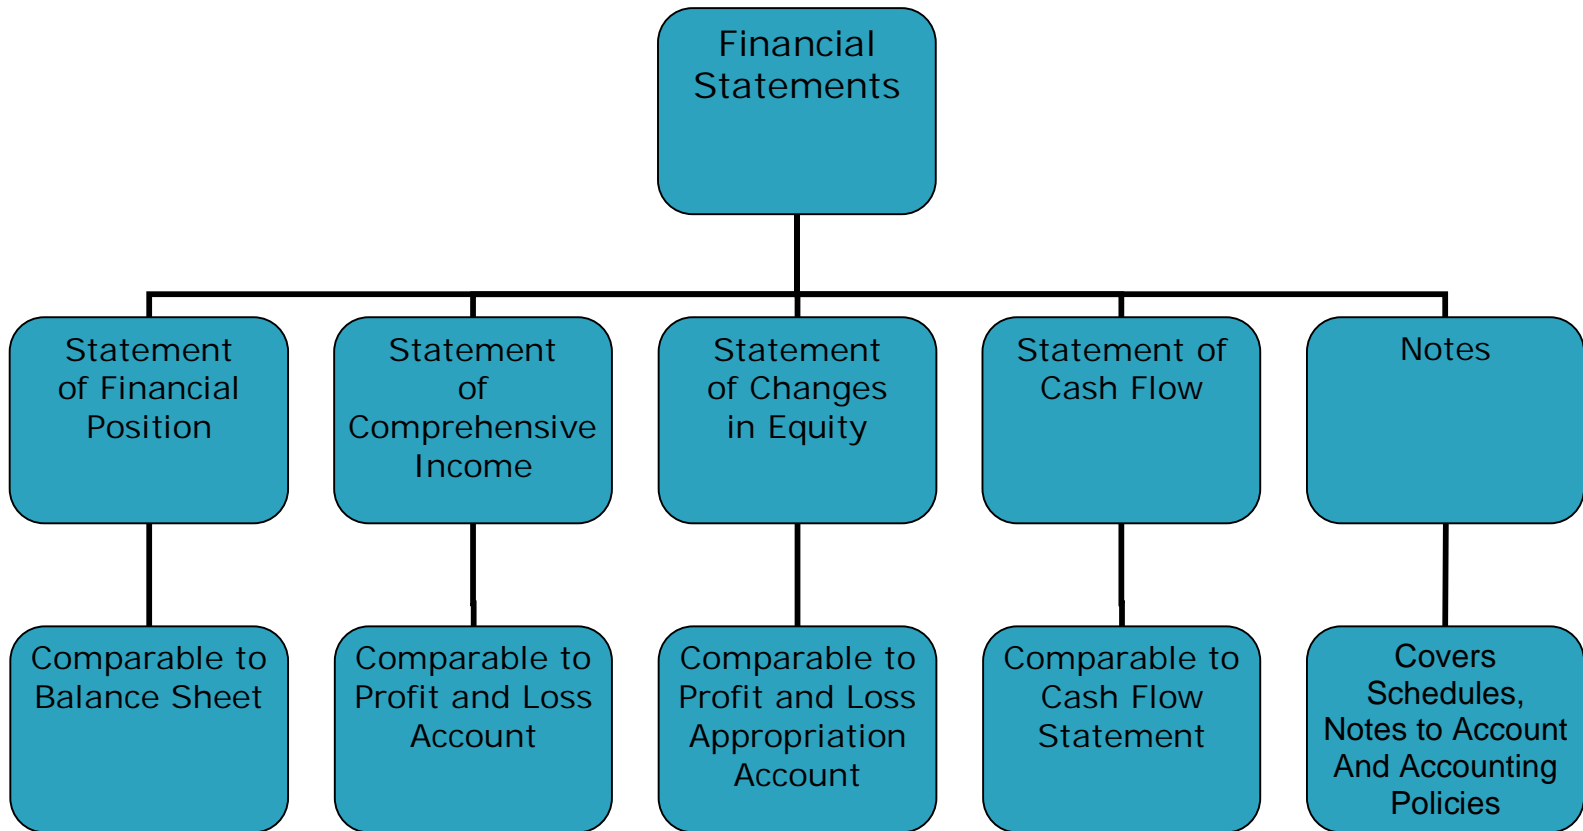 Financial
Statements
Statement
of Financial
Position
Statement
of
Comprehensive
Income
Statement
of Changes
in Equity
Statement of
Cash Flow
Notes
Comparable to
Balance Sheet
Comparable to
Profit and Loss
Account
Comparable to
Profit and Loss
Appropriation
Account
Comparable to
Cash Flow
Statement
Covers
Schedules,
Notes to Account
And Accounting
Policies